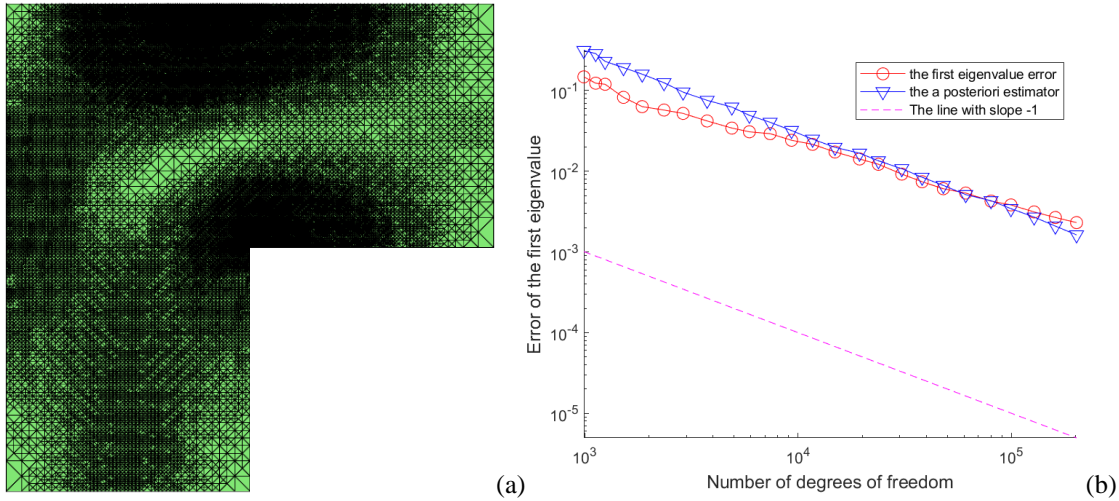 the first eigenvalue error
the a posteriori estimator
The line with slope -1
Error of the first eigenvalue
10^-1
10^-2
10^-3
10^-4
10^-5
10^3
10^4
10^5
Number of degrees of freedom
(a)
(b)